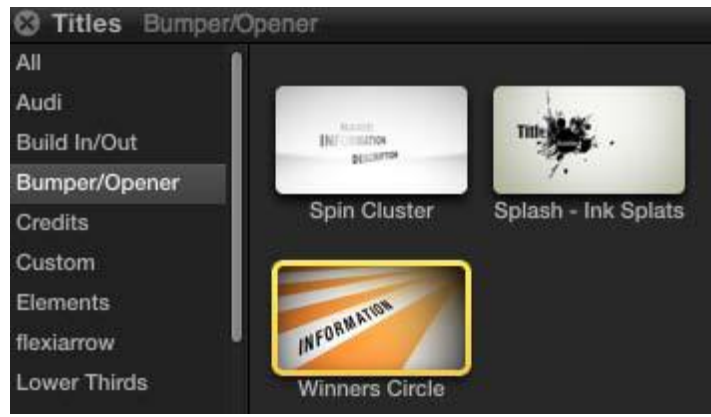 Titles Bumper/Opener
All
Audi
Build In/Out
Bumper/Opener
Credits
Custom
Elements
flexiarrow
Lower Thirds
INFORMATION
DESCRIPTION
Spin Cluster
Title
Splash - Ink Splats
INFORMATION
Winners Circle